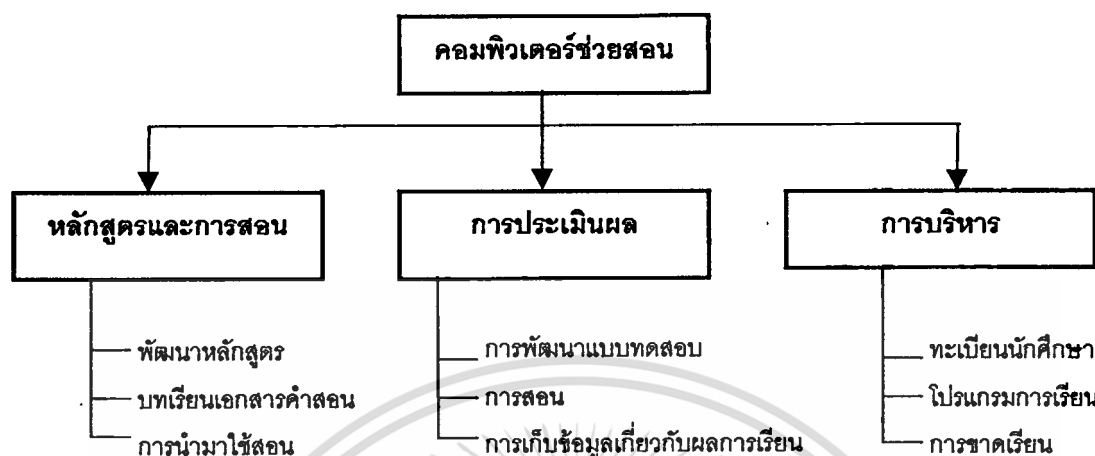 คอมพิวเตอร์ช่วยสอน
หลักสูตรและการสอน
การประเมินผล
การบริหาร
พัฒนาหลักสูตร
บทเรียนเอกสารคำสอน
การนำมาใช้สอน
การพัฒนาแบบทดสอบ
การสอน
การเก็บข้อมูลเกี่ยวกับผลการเรียน
ทะเบียนนักศึกษา
โปรแกรมการเรียน
การขาดเรียน